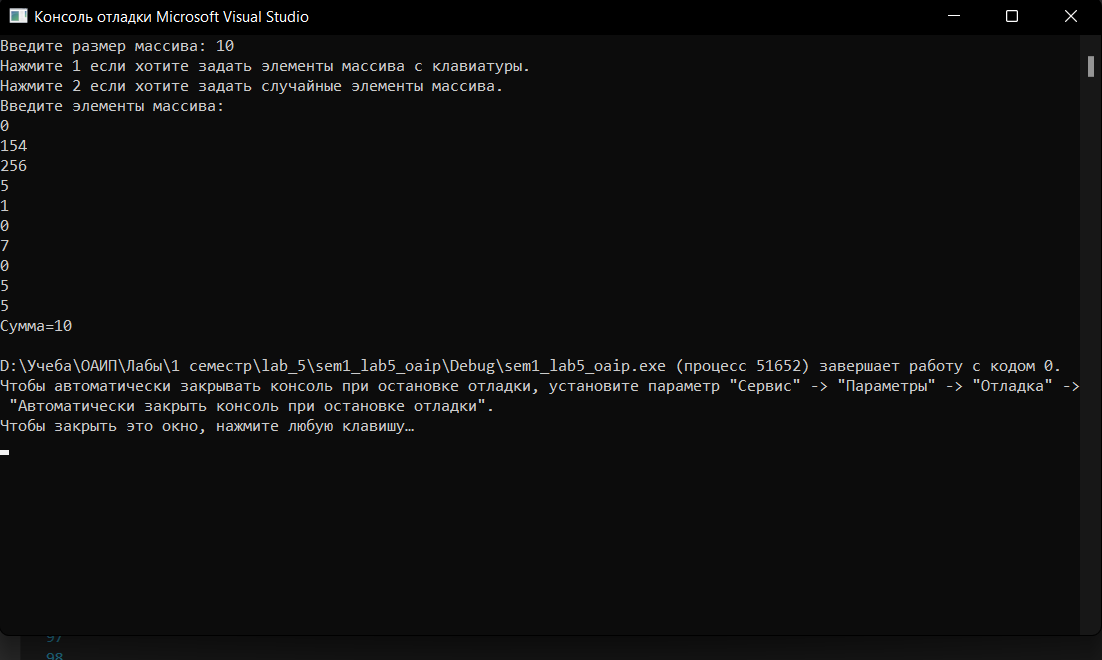 Консоль отладки Microsoft Visual Studio
Введите размер массива: 10
Нажмите 1 если хотите задать элементы массива с клавиатуры.
Нажмите 2 если хотите задать случайные элементы массива.
Введите элементы массива:
0
154
256
5
1
0
7
0
5
5
Сумма=10
D:\Учеба\ОАИП\Лабы\1 семестр\lab_5\sem1_lab5_oaip\Debug\sem1_lab5_oaip.exe (процесс 51652) завершает работу с кодом 0.
Чтобы автоматически закрывать консоль при остановке отладки, установите параметр "Сервис" -> "Параметры" -> "Отладка" ->
"Автоматически закрыть консоль при остановке отладки".
Чтобы закрыть это окно, нажмите любую клавишу…
97
98